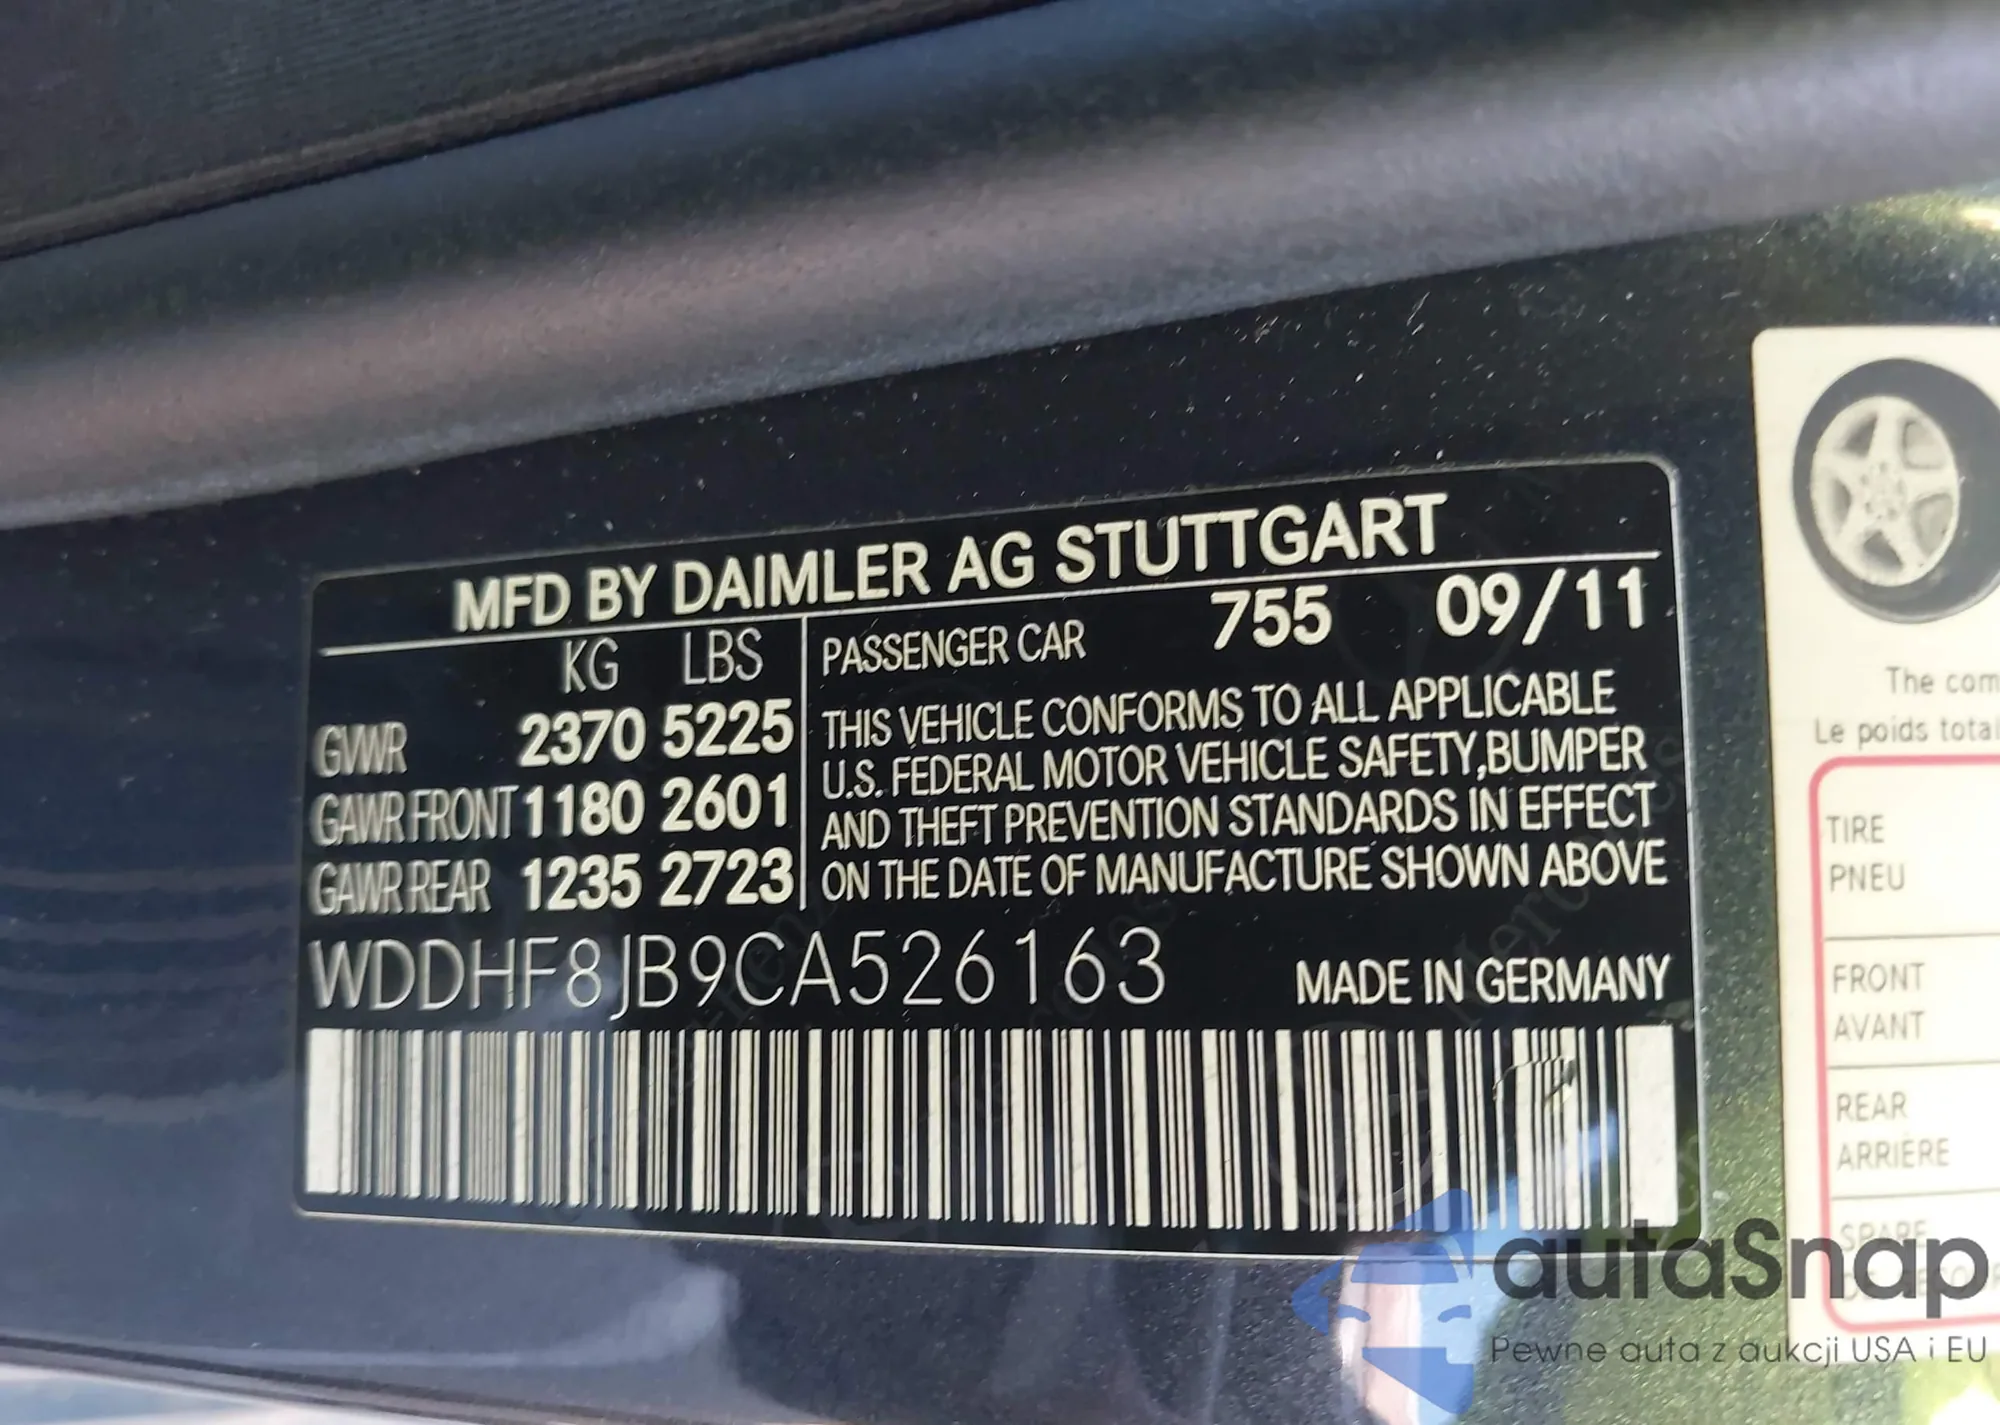 MFD BY DAIMLER AG STUTTGART
KG LBS
GVWR 2370 5225
GAWR FRONT 1180 2601
GAWR REAR 1235 2723
PASSENGER CAR 755 09/11
THIS VEHICLE CONFORMS TO ALL APPLICABLE
U.S. FEDERAL MOTOR VEHICLE SAFETY,BUMPER
AND THEFT PREVENTION STANDARDS IN EFFECT
ON THE DATE OF MANUFACTURE SHOWN ABOVE
WDDHF8JB9CA526163 MADE IN GERMANY
The com
Le poids total
TIRE
PNEU
FRONT
AVANT
REAR
ARRIÈRE
SPARE
autaSnap
Pewne auta z aukcji USA i EU